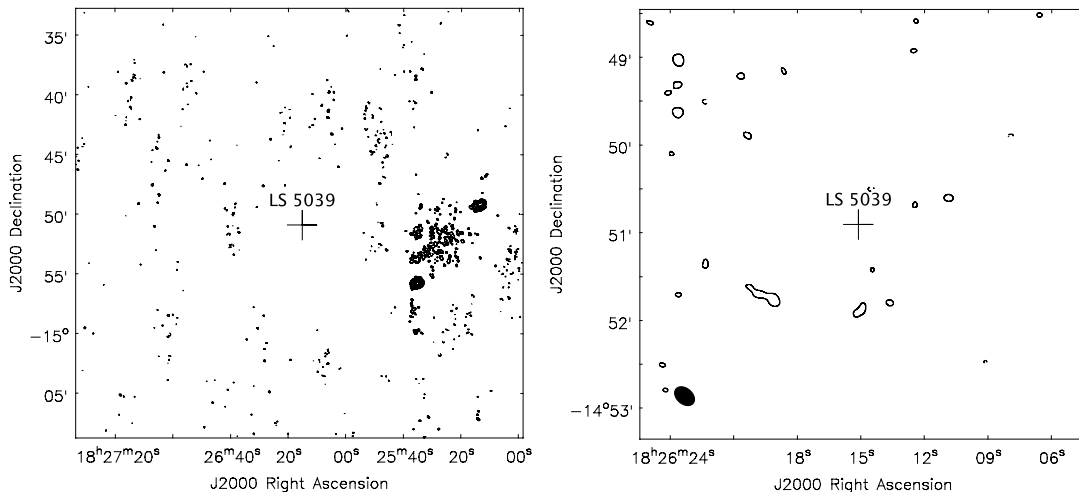 35'
40'
45'
50'
55'
−15°
05'
J2000 Declination
LS 5039
18ʰ27ᵐ20ˢ
26ᵐ40ˢ
20ˢ
00ˢ
25ᵐ40ˢ
20ˢ
00ˢ
J2000 Right Ascension
49'
50'
51'
52'
−14°53'
J2000 Declination
LS 5039
18ʰ26ᵐ24ˢ
18ˢ
15ˢ
12ˢ
09ˢ
06ˢ
J2000 Right Ascension